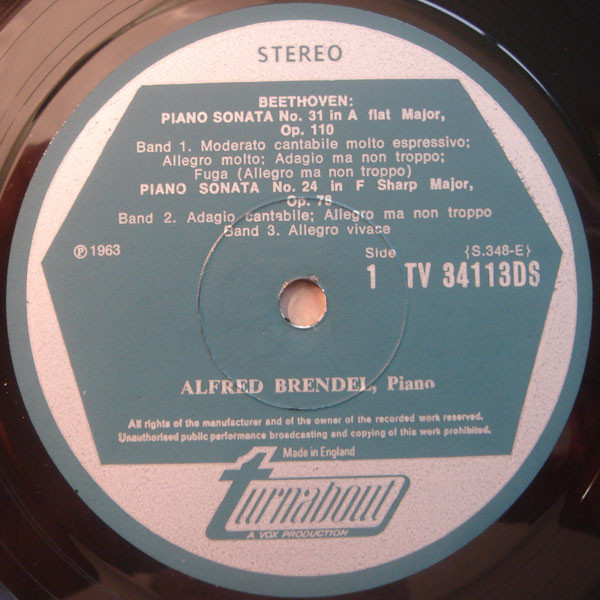 STEREO
BEETHOVEN:
PIANO SONATA No. 31 in A flat Major,
Op. 110
Band 1. Moderato cantabile molto espressivo;
Allegro molto; Adagio ma non troppo;
Fuga (Allegro ma non troppo)
PIANO SONATA No. 24 in F Sharp Major,
Op. 78
Band 2. Adagio cantabile; Allegro ma non troppo
Band 3. Allegro vivace
℗ 1963
Side {S.348-E}
1 TV 34113DS
ALFRED BRENDEL, Piano
All rights of the manufacturer and of the owner of the recorded work reserved.
Unauthorised public performance broadcasting and copying of this work prohibited.
Made in England
turnabout
A VOX PRODUCTION